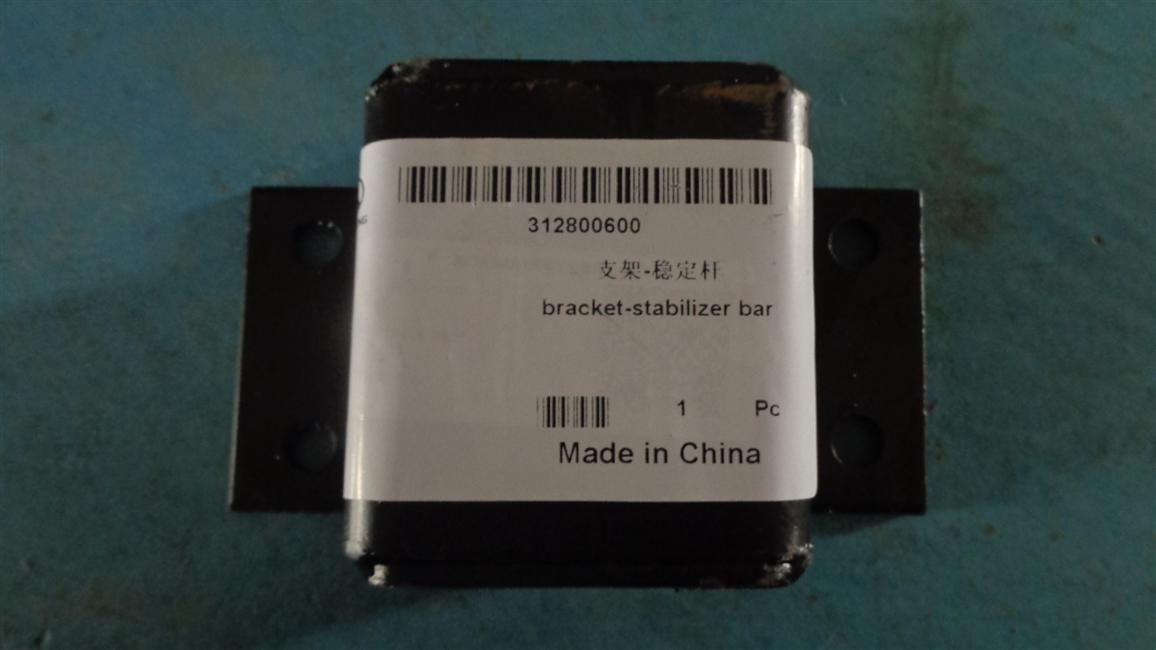 312800600
支架-稳定杆
bracket-stabilizer bar
1 Pc
Made in China